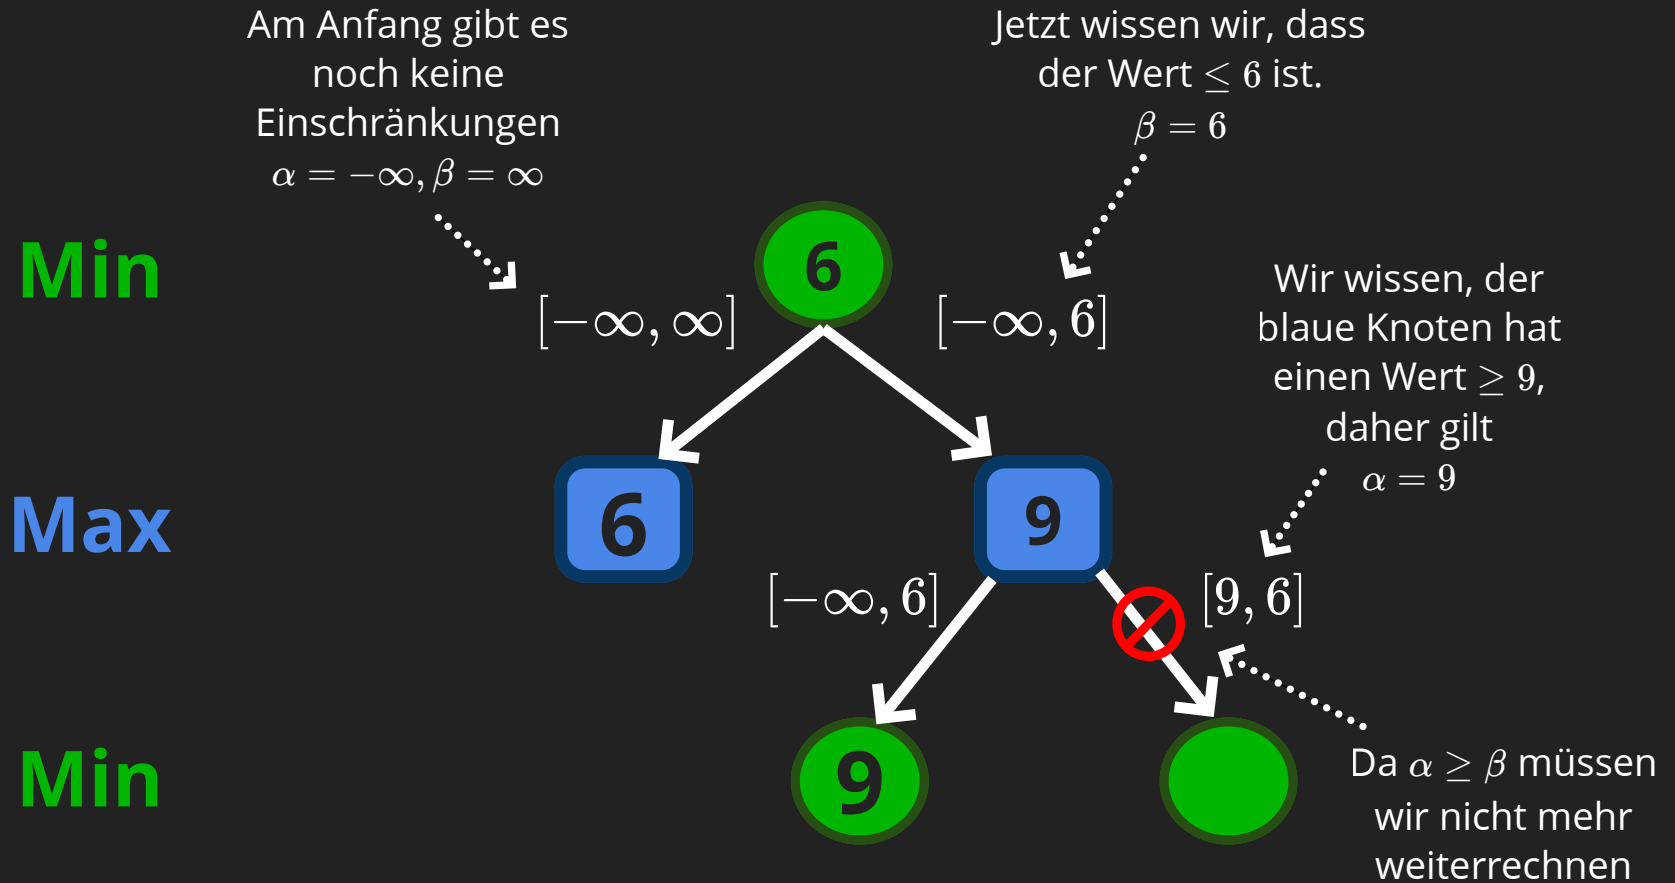 Am Anfang gibt es
noch keine
Einschränkungen
α = −∞, β = ∞
Jetzt wissen wir, dass
der Wert ≤ 6 ist.
β = 6
Min
6
[−∞, ∞]
[−∞, 6]
Wir wissen, der
blaue Knoten hat
einen Wert ≥ 9,
daher gilt
α = 9
Max
6
9
[−∞, 6]
[9, 6]
Min
9
Da α ≥ β müssen
wir nicht mehr
weiterrechnen